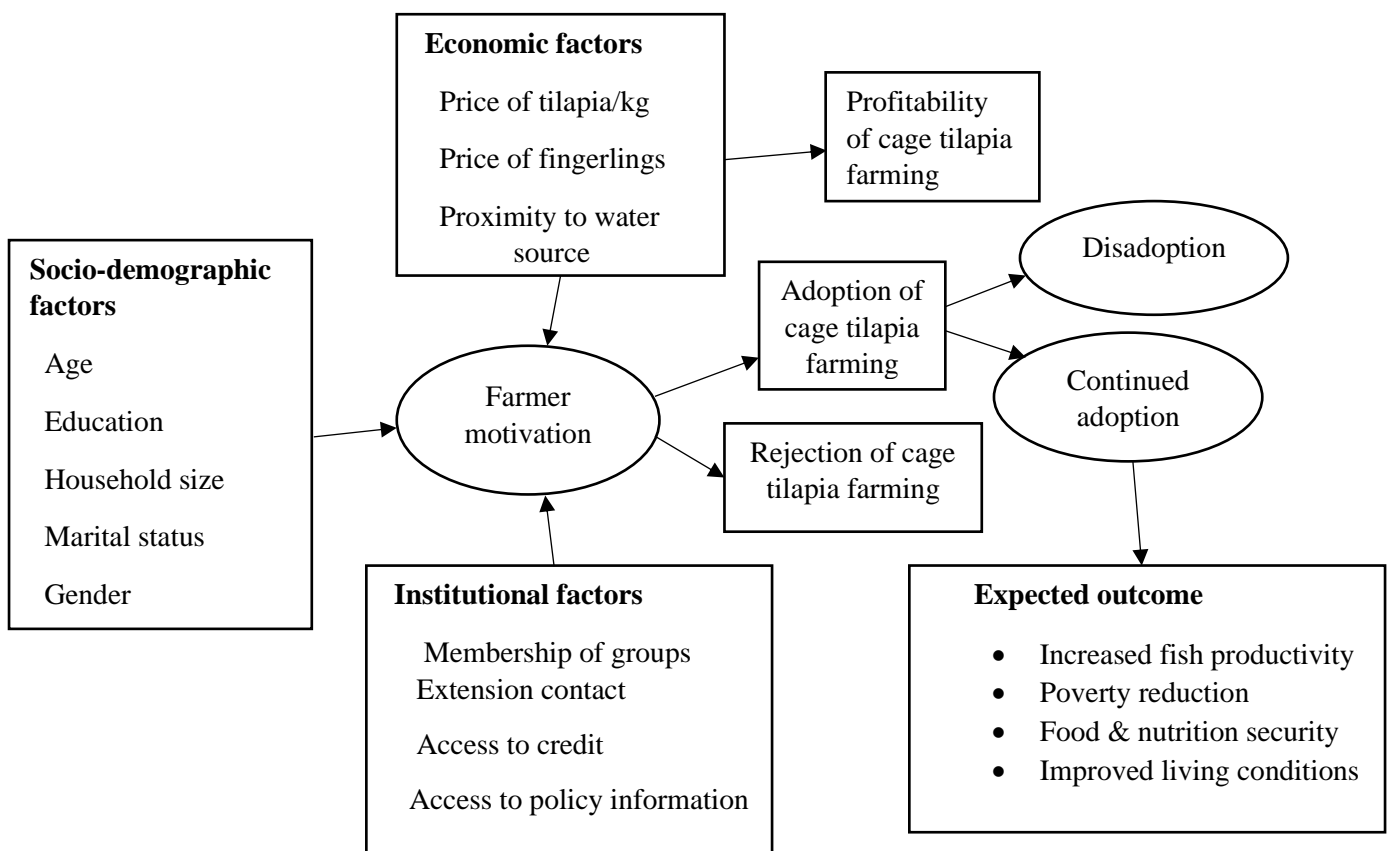 Economic factors
Price of tilapia/kg
Price of fingerlings
Proximity to water
source
Profitability
of cage tilapia
farming
Socio-demographic
factors
Age
Education
Household size
Marital status
Gender
Farmer
motivation
Adoption of
cage tilapia
farming
Disadoption
Continued
adoption
Rejection of cage
tilapia farming
Institutional factors
Membership of groups
Extension contact
Access to credit
Access to policy information
Expected outcome
• Increased fish productivity
• Poverty reduction
• Food & nutrition security
• Improved living conditions